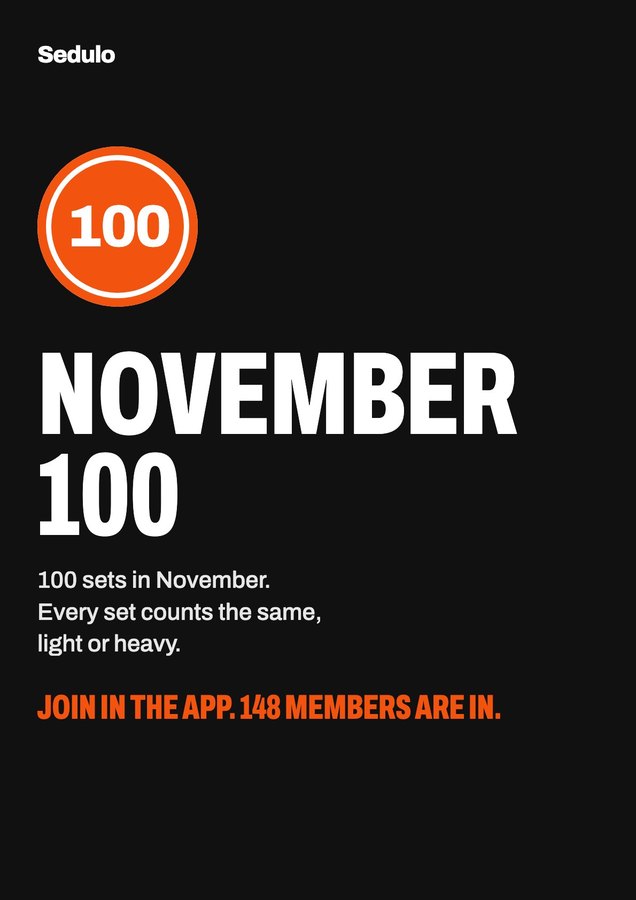 Sedulo
100
NOVEMBER
100
100 sets in November.
Every set counts the same,
light or heavy.
JOIN IN THE APP. 148 MEMBERS ARE IN.